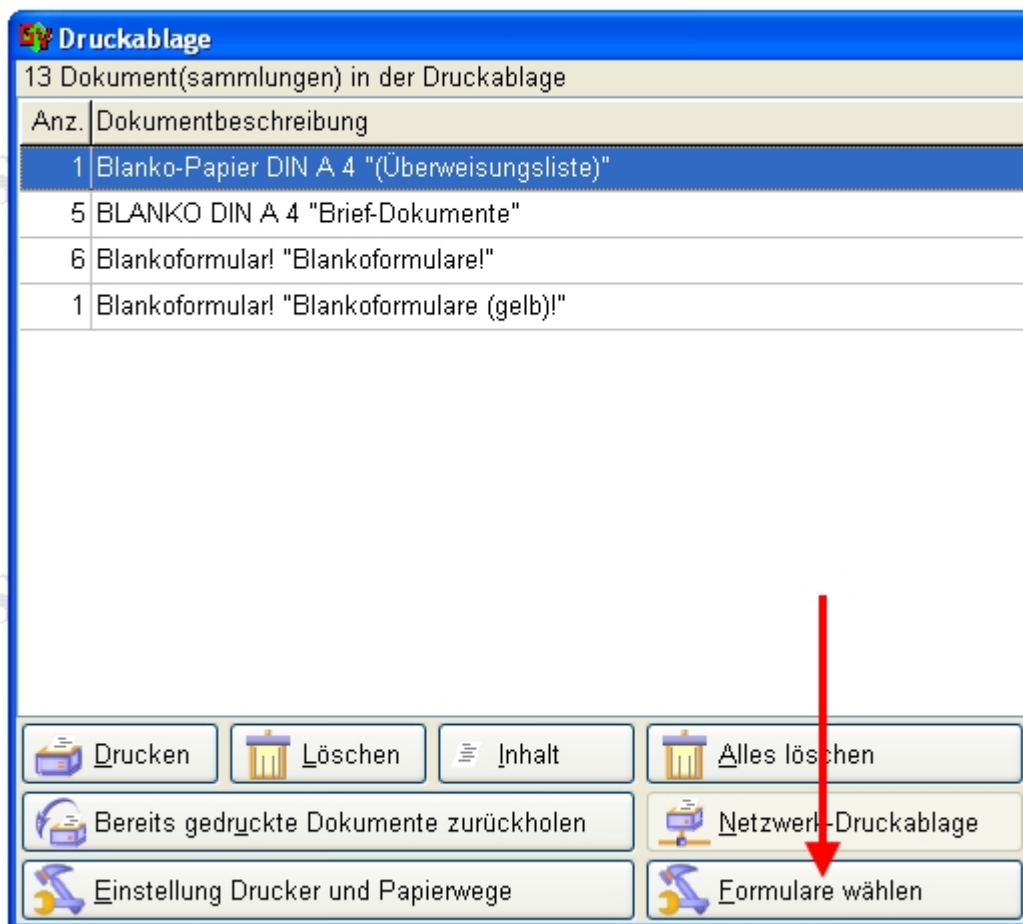 Druckablage
13 Dokument(sammlungen) in der Druckablage
Anz. Dokumentbeschreibung
1 Blanko-Papier DIN A 4 "(Überweisungsliste)"
5 BLANKO DIN A 4 "Brief-Dokumente"
6 Blankoformular! "Blankoformulare!"
1 Blankoformular! "Blankoformulare (gelb)!"
Drucken Löschen Inhalt Alles löschen
Bereits gedruckte Dokumente zurückholen Netzwerk-Druckablage
Einstellung Drucker und Papierwege Formulare wählen